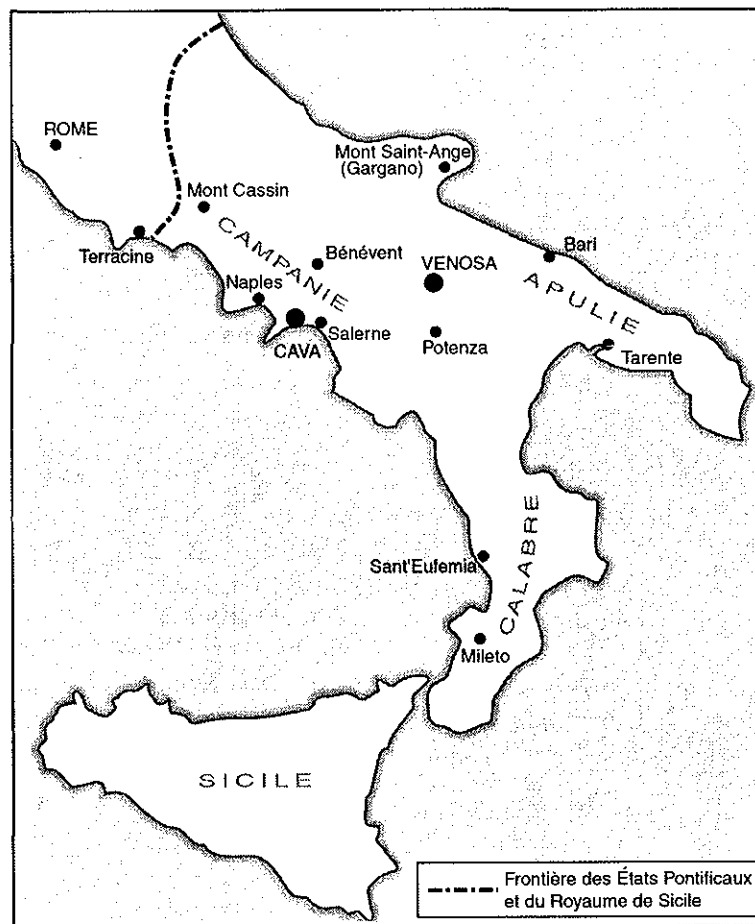 ROME
Mont Saint-Ange
(Gargano)
Mont Cassin
Terracine
CAMPANIE
Bénévent
Bari
VENOSA
APULIE
Naples
CAVA
Salerne
Potenza
Tarente
Sant'Eufemia
CALABRE
Mileto
SICILE
Frontière des États Pontificaux
et du Royaume de Sicile